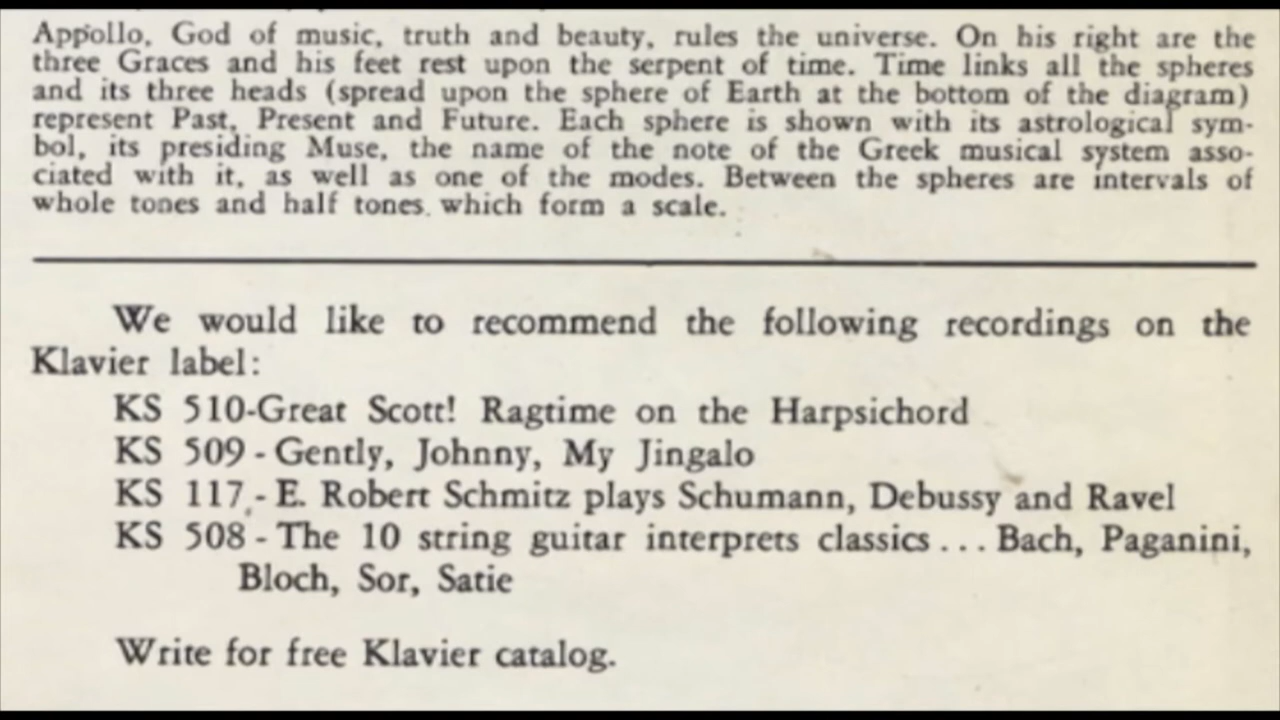 Appollo, God of music, truth and beauty, rules the universe. On his right are the
three Graces and his feet rest upon the serpent of time. Time links all the spheres
and its three heads (spread upon the sphere of Earth at the bottom of the diagram)
represent Past, Present and Future. Each sphere is shown with its astrological sym-
bol, its presiding Muse, the name of the note of the Greek musical system asso-
ciated with it, as well as one of the modes. Between the spheres are intervals of
whole tones and half tones which form a scale.
We would like to recommend the following recordings on the
Klavier label:
KS 510-Great Scott! Ragtime on the Harpsichord
KS 509 - Gently, Johnny, My Jingalo
KS 117 - E. Robert Schmitz plays Schumann, Debussy and Ravel
KS 508 - The 10 string guitar interprets classics . . . Bach, Paganini,
Bloch, Sor, Satie
Write for free Klavier catalog.